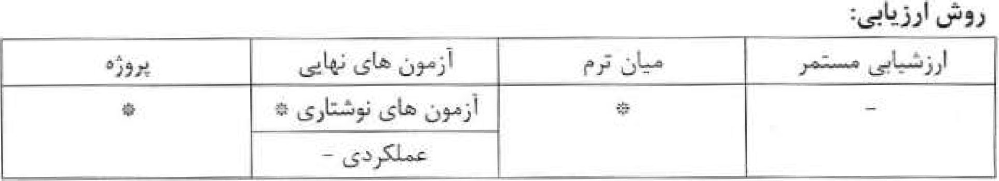 روش ارزیابی:
ارزشیابی مستمر میان ترم آزمون های نهایی پروژه
- * آزمون های نوشتاری * *
عملکردی -